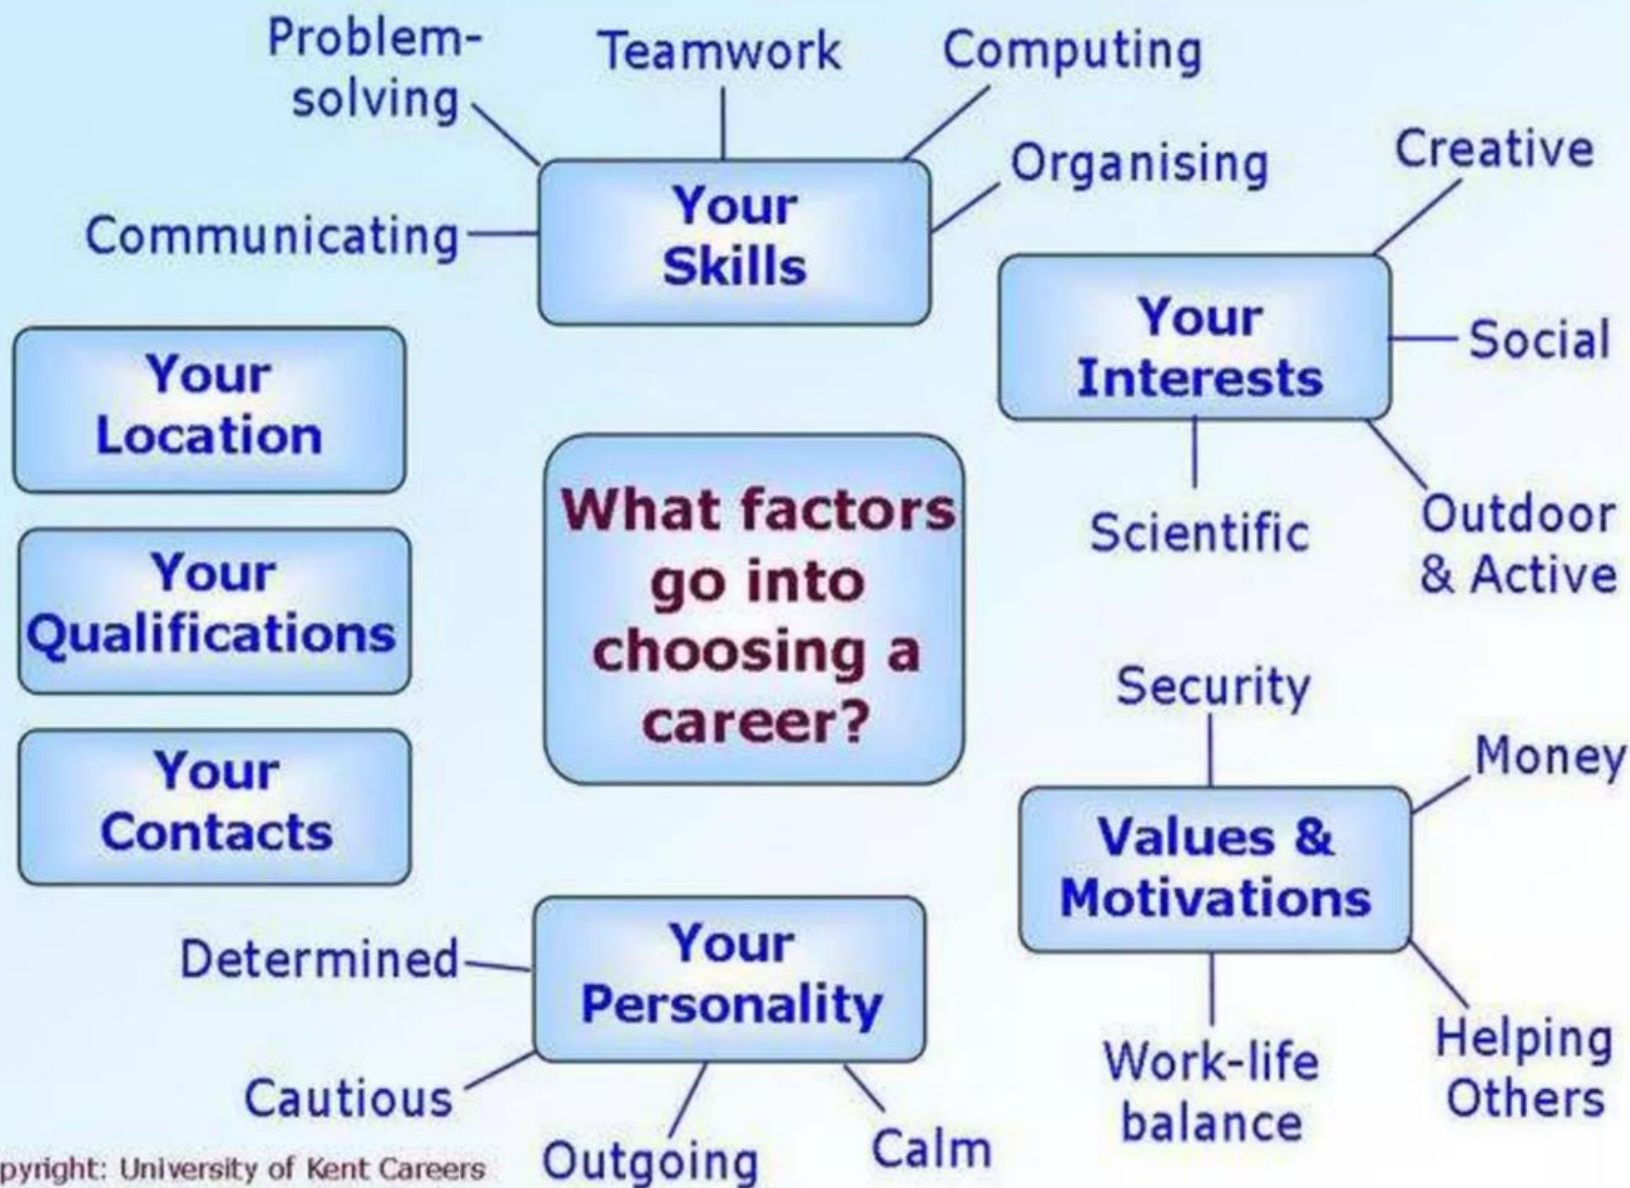 Problem-
solving
Teamwork
Computing
Organising
Communicating
Your
Skills
Creative
Your
Interests
Social
Scientific
Outdoor
& Active
Your
Location
What factors
go into
choosing a
career?
Your
Qualifications
Your
Contacts
Security
Money
Values &
Motivations
Work-life
balance
Helping
Others
Determined
Your
Personality
Cautious
Outgoing
Calm
pyright: University of Kent Careers